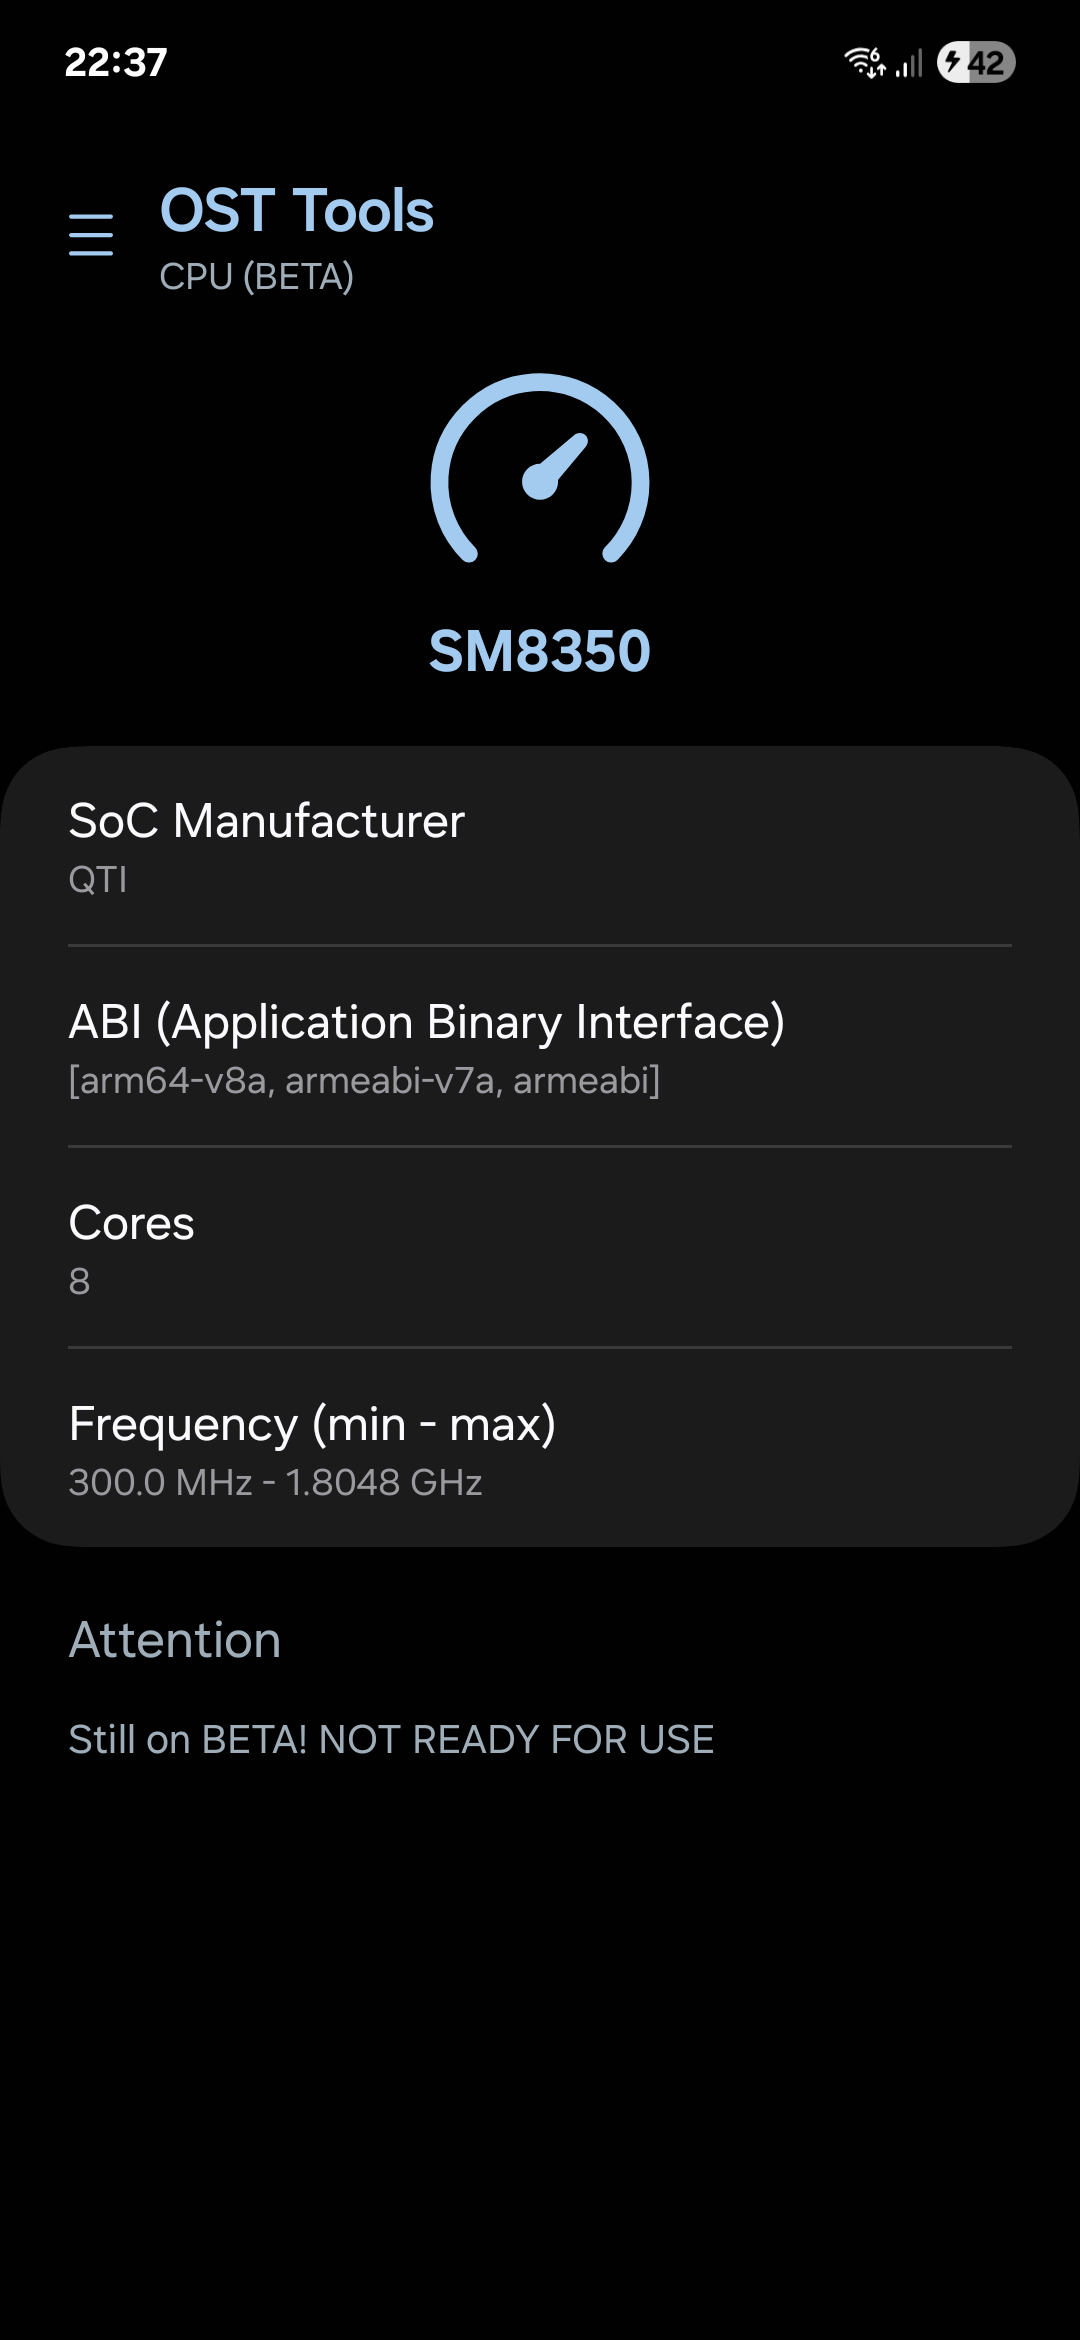 22:37
6
42
OST Tools
CPU (BETA)
SM8350
SoC Manufacturer
QTI
ABI (Application Binary Interface)
[arm64-v8a, armeabi-v7a, armeabi]
Cores
8
Frequency (min - max)
300.0 MHz - 1.8048 GHz
Attention
Still on BETA! NOT READY FOR USE